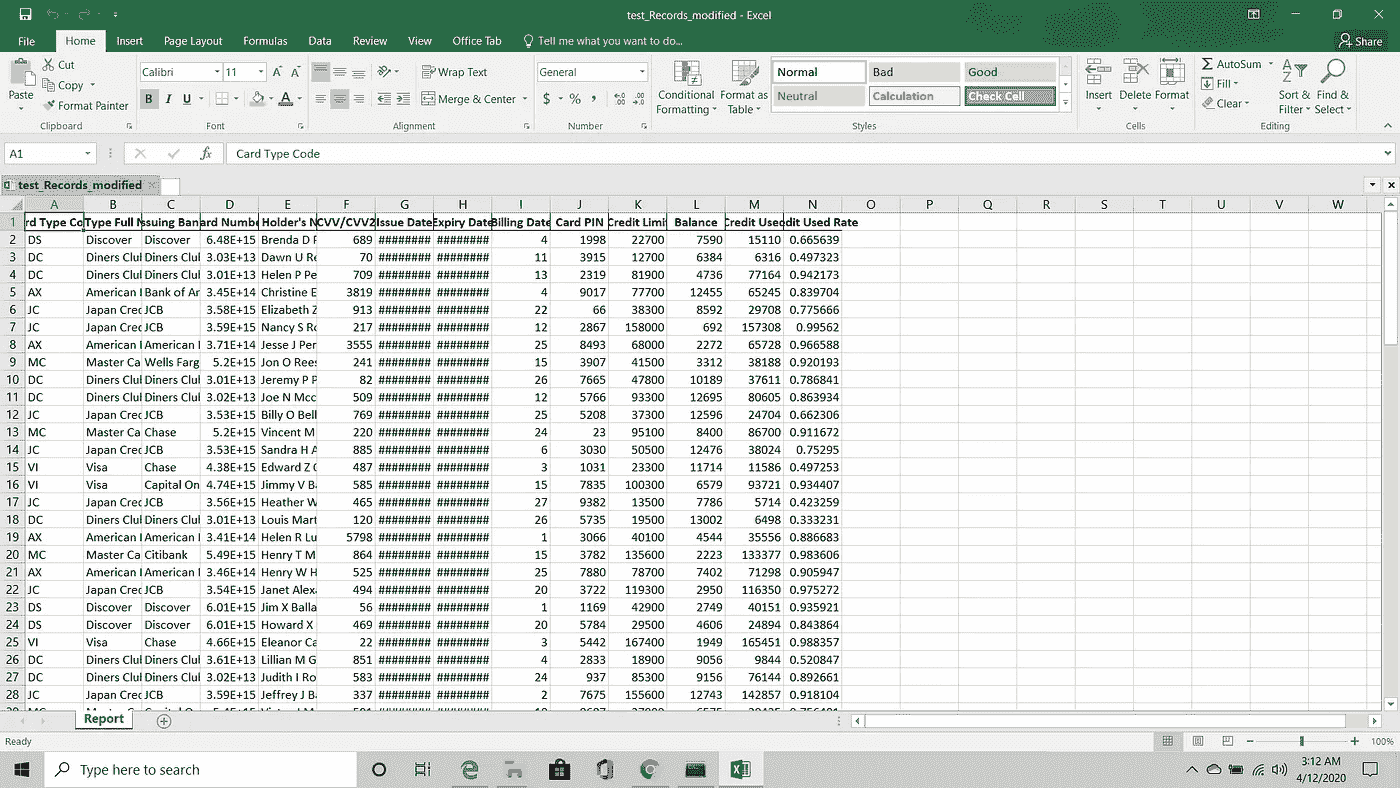 test_Records_modified - Excel
File Home Insert Page Layout Formulas Data Review View Office Tab Tell me what you want to do... Share
Paste Cut Copy Format Painter
Calibri 11 A A Wrap Text General
B I U A Merge & Center $ % ,
Conditional Formatting Format as Table
Normal Bad Good
Neutral Calculation Check Cell
Insert Delete Format
AutoSum Fill Clear Sort & Filter Find & Select
Clipboard Font Alignment Number Styles Cells Editing
A1 fx Card Type Code
test_Records_modified
A B C D E F G H I J K L M N O P Q R S T U V W
1 rd Type Co Type Full N ssuing Ban ard Numbe Holder's N CVV/CVV2 Issue Date Expiry Date Billing Date Card PIN Credit Limit Balance Credit Used dit Used Rate
2 DS Discover Discover 6.48E+15 Brenda D P 689 ######## ######## 4 1998 22700 7590 15110 0.665639
3 DC Diners Clul Diners Clul 3.03E+13 Dawn U Re 70 ######## ######## 11 3915 12700 6384 6316 0.497323
4 DC Diners Clul Diners Clul 3.01E+13 Helen P Pe 709 ######## ######## 13 2319 81900 4736 77164 0.942173
5 AX American I Bank of Ar 3.45E+14 Christine E 3819 ######## ######## 4 9017 77700 12455 65245 0.839704
6 JC Japan Crec JCB 3.58E+15 Elizabeth Z 913 ######## ######## 22 66 38300 8592 29708 0.775666
7 JC Japan Crec JCB 3.59E+15 Nancy S Ro 217 ######## ######## 12 2867 158000 692 157308 0.99562
8 AX American I American I 3.71E+14 Jesse J Per 3555 ######## ######## 25 8493 68000 2272 65728 0.966588
9 MC Master Ca Wells Farg 5.2E+15 Jon O Rees 241 ######## ######## 15 3907 41500 3312 38188 0.920193
10 DC Diners Clul Diners Clul 3.01E+13 Jeremy P P 82 ######## ######## 26 7665 47800 10189 37611 0.786841
11 DC Diners Clul Diners Clul 3.02E+13 Joe N Mcc 509 ######## ######## 12 5766 93300 12695 80605 0.863934
12 JC Japan Crec JCB 3.53E+15 Billy O Bell 769 ######## ######## 25 5208 37300 12596 24704 0.662306
13 MC Master Ca Chase 5.2E+15 Vincent M 220 ######## ######## 24 23 95100 8400 86700 0.911672
14 JC Japan Crec JCB 3.53E+15 Sandra H A 885 ######## ######## 6 3030 50500 12476 38024 0.75295
15 VI Visa Chase 4.38E+15 Edward Z C 487 ######## ######## 3 1031 23300 11714 11586 0.497253
16 VI Visa Capital On 4.74E+15 Jimmy V B 585 ######## ######## 15 7835 100300 6579 93721 0.934407
17 JC Japan Crec JCB 3.56E+15 Heather W 465 ######## ######## 27 9382 13500 7786 5714 0.423259
18 DC Diners Clul Diners Clul 3.01E+13 Louis Mart 120 ######## ######## 26 5735 19500 13002 6498 0.333231
19 AX American I American I 3.41E+14 Helen R Lu 5798 ######## ######## 1 3066 40100 4544 35556 0.886683
20 MC Master Ca Citibank 5.49E+15 Henry T M 864 ######## ######## 15 3782 135600 2223 133377 0.983606
21 AX American I American I 3.46E+14 Henry W H 525 ######## ######## 25 7880 78700 7402 71298 0.905947
22 JC Japan Crec JCB 3.54E+15 Janet Alex 494 ######## ######## 20 3722 119300 2950 116350 0.975272
23 DS Discover Discover 6.01E+15 Jim X Balla 56 ######## ######## 1 1169 42900 2749 40151 0.935921
24 DS Discover Discover 6.01E+15 Howard X 469 ######## ######## 20 5784 29500 4606 24894 0.843864
25 VI Visa Chase 4.66E+15 Eleanor Ca 22 ######## ######## 3 5442 167400 1949 165451 0.988357
26 DC Diners Clul Diners Clul 3.61E+13 Lillian M G 851 ######## ######## 4 2833 18900 9056 9844 0.520847
27 DC Diners Clul Diners Clul 3.02E+13 Judith I Ro 583 ######## ######## 24 937 85300 9156 76144 0.892661
28 JC Japan Crec JCB 3.59E+15 Jeffrey J B 337 ######## ######## 2 7675 155600 12743 142857 0.918104
Report
Ready 100%
Type here to search
3:12 AM
4/12/2020